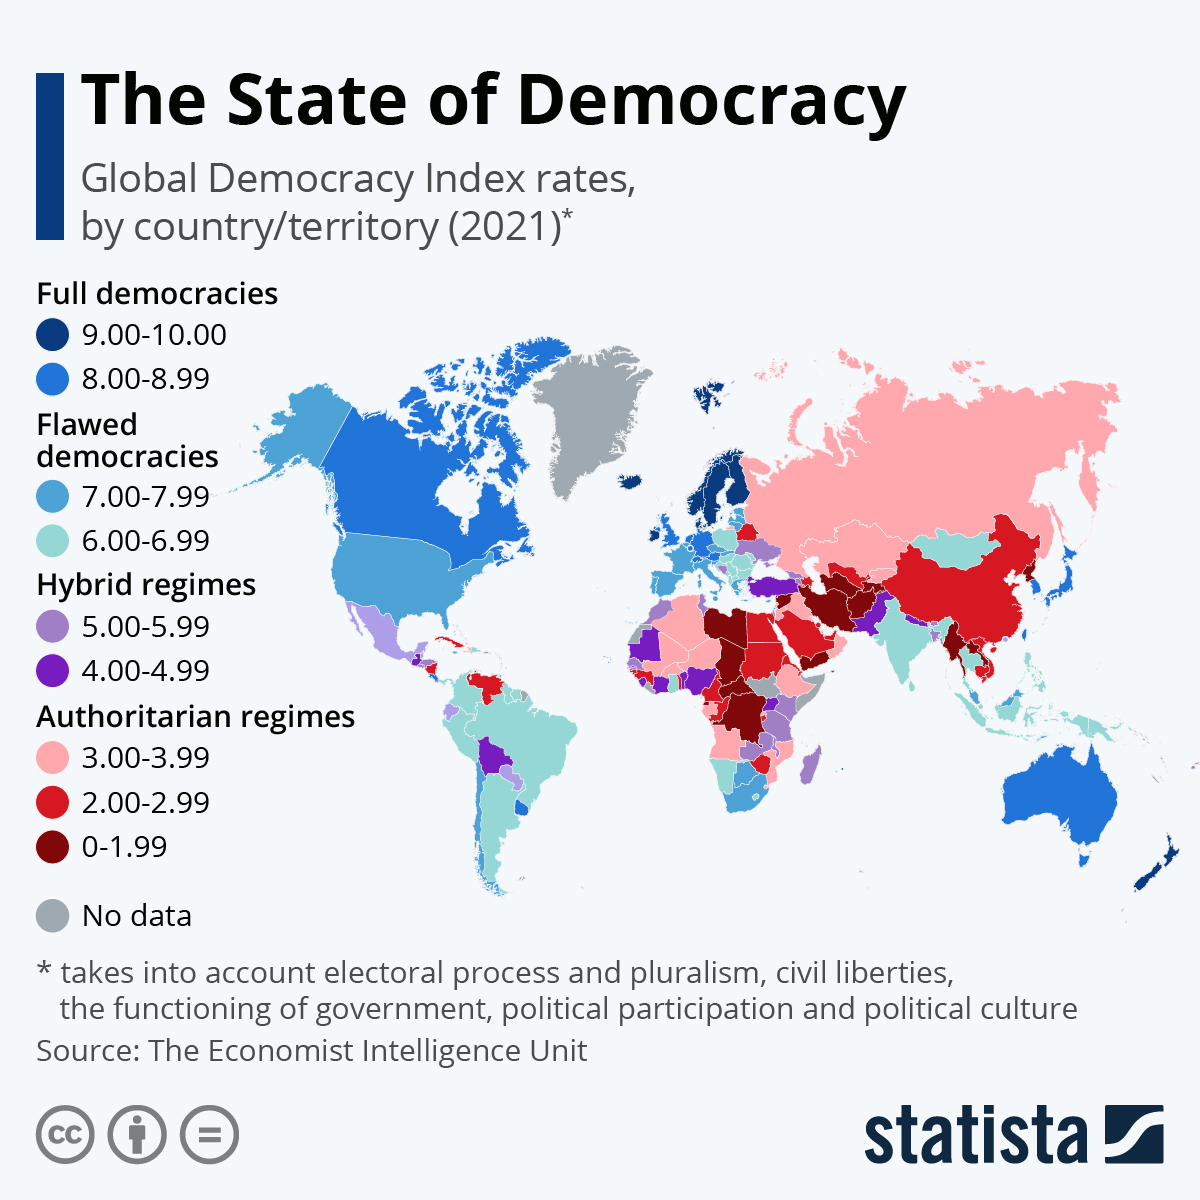 The State of Democracy
Global Democracy Index rates,
by country/territory (2021)*
Full democracies
9.00-10.00
8.00-8.99
Flawed
democracies
7.00-7.99
6.00-6.99
Hybrid regimes
5.00-5.99
4.00-4.99
Authoritarian regimes
3.00-3.99
2.00-2.99
0-1.99
No data
* takes into account electoral process and pluralism, civil liberties,
the functioning of government, political participation and political culture
Source: The Economist Intelligence Unit
cc
statista